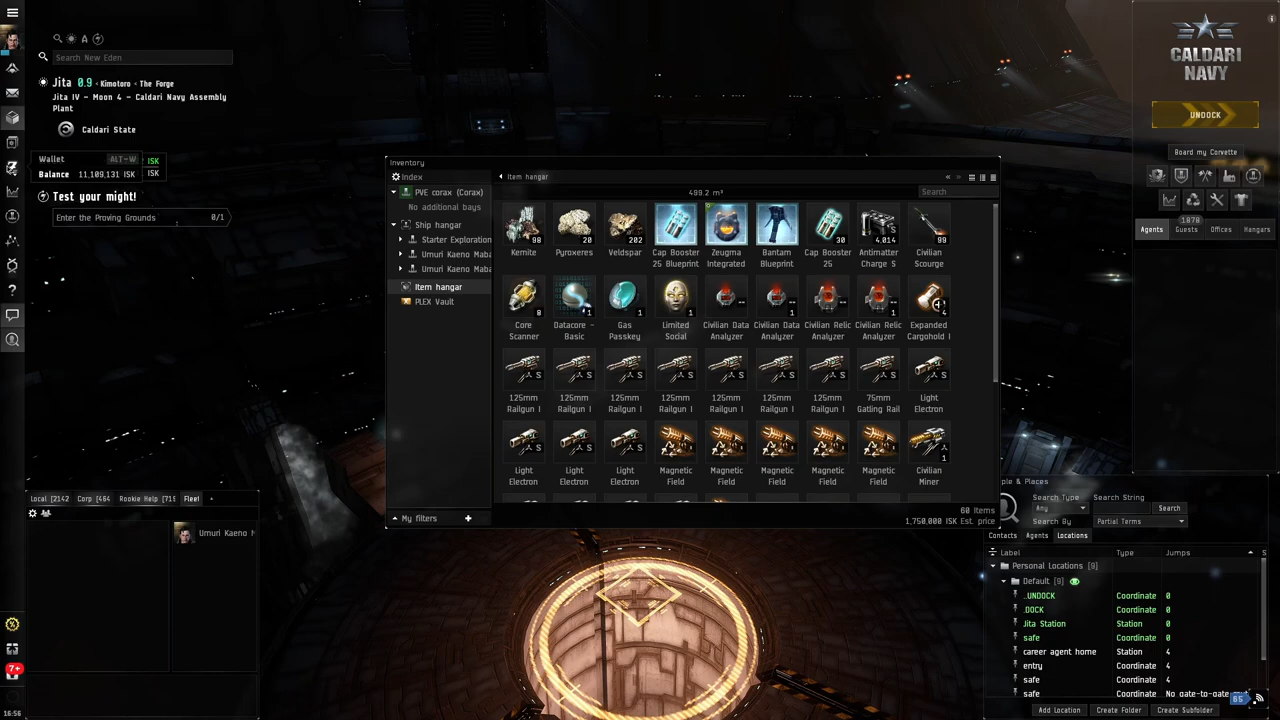 Search New Eden
Jita 0.9 < Kimotoro < The Forge
Jita IV - Moon 4 - Caldari Navy Assembly
Plant
Caldari State
Wallet ALT-W ISK
Balance 11,109,131 ISK ISK
Test your might!
Enter the Proving Grounds 0/1
Inventory
Index
PVE corax (Corax)
No additional bays
Ship hangar
Starter Exploration
Umuri Kaeno Maba
Umuri Kaeno Maba
Item hangar
PLEX Vault
My filters +
Item hangar
499.2 m³
Search
98 20 202 30 4,014 99
Kernite Pyroxeres Veldspar Cap Booster Zeugma Bantam Cap Booster Antimatter Civilian
25 Blueprint Integrated Blueprint 25 Charge S Scourge
8 1 1 1 1 1 1 1 4
Core Datacore - Gas Limited Civilian Data Civilian Data Civilian Relic Civilian Relic Expanded
Scanner Basic Passkey Social Analyzer Analyzer Analyzer Analyzer Cargohold I
S S S S S S S S S
125mm 125mm 125mm 125mm 125mm 125mm 125mm 75mm Light
Railgun I Railgun I Railgun I Railgun I Railgun I Railgun I Railgun I Gatling Rail Electron
S S S 1
Light Light Light Magnetic Magnetic Magnetic Magnetic Magnetic Civilian
Electron Electron Electron Field Field Field Field Field Miner
60 Items
1,750,000 ISK Est. price
CALDARI
NAVY
UNDOCK
Board my Corvette
1878
Agents Guests Offices Hangars
Local [2142 Corp [464 Rookie Help [715 Fleet +
Umuri Kaeno M
ple & Places
Search Type Search String
Any Search
Search By Partial Terms
Contacts Agents Locations
Label Type Jumps S
Personal Locations [9]
Default [9]
.UNDOCK Coordinate 0
.DOCK Coordinate 0
Jita Station Station 0
safe Coordinate 0
career agent home Station 4
entry Coordinate 4
safe Coordinate 4
safe Coordinate No gate-to-gate
65
Add Location Create Folder Create Subfolder
7+
16:56